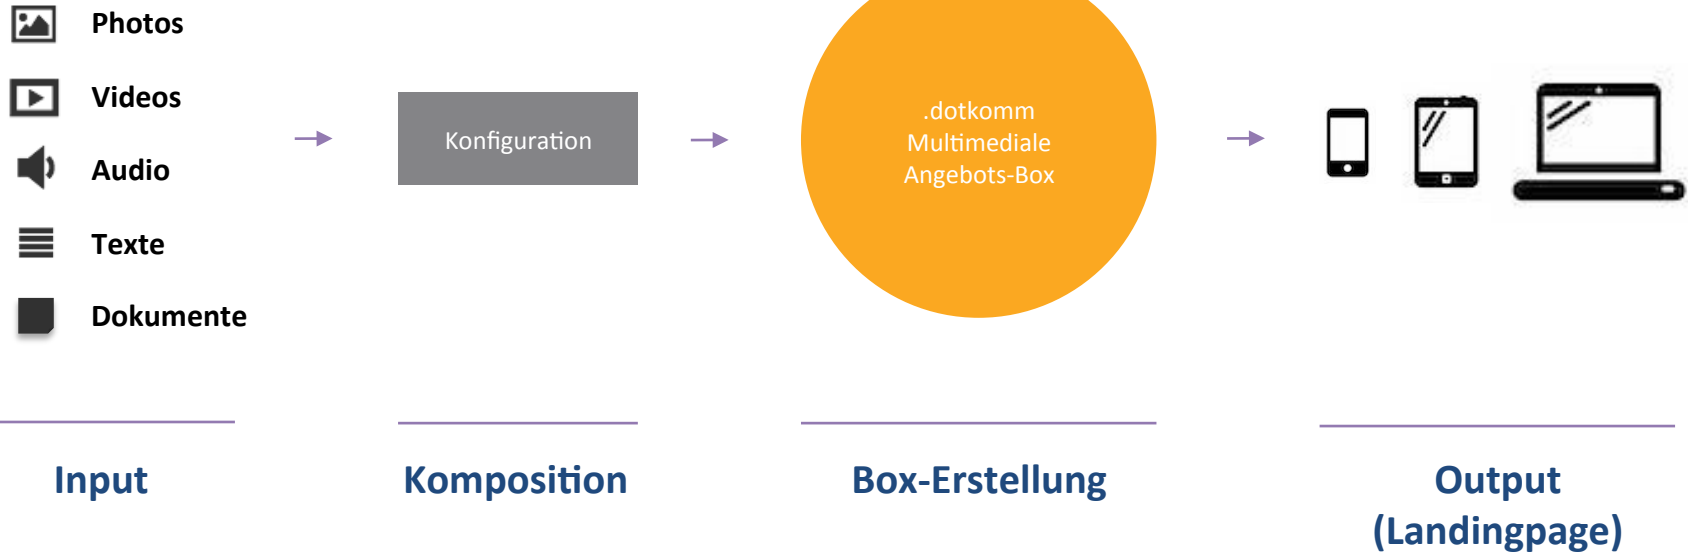 Photos
Videos
Audio
Texte
Dokumente
Konfiguration
.dotkomm
Multimediale
Angebots-Box
Input
Komposition
Box-Erstellung
Output
(Landingpage)